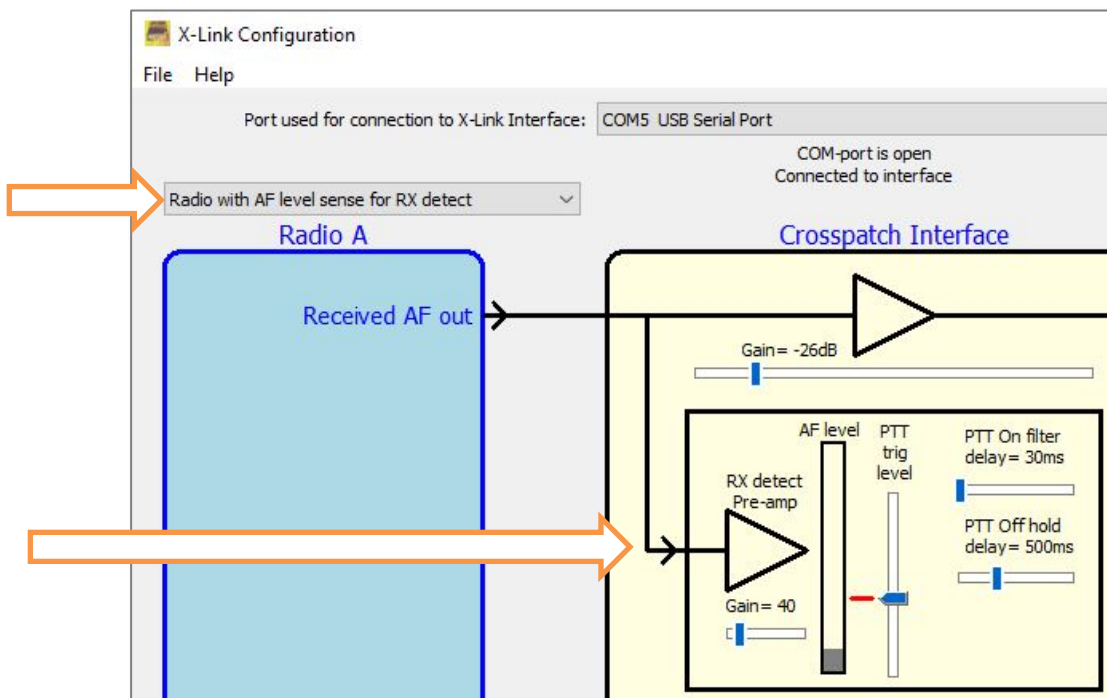 X-Link Configuration
File Help
Port used for connection to X-Link Interface: COM5 USB Serial Port
COM-port is open
Connected to interface
Radio with AF level sense for RX detect
Radio A
Crosspatch Interface
Received AF out
Gain= -26dB
AF level
PTT
trig
level
PTT On filter
delay= 30ms
RX detect
Pre-amp
PTT Off hold
delay= 500ms
Gain= 40